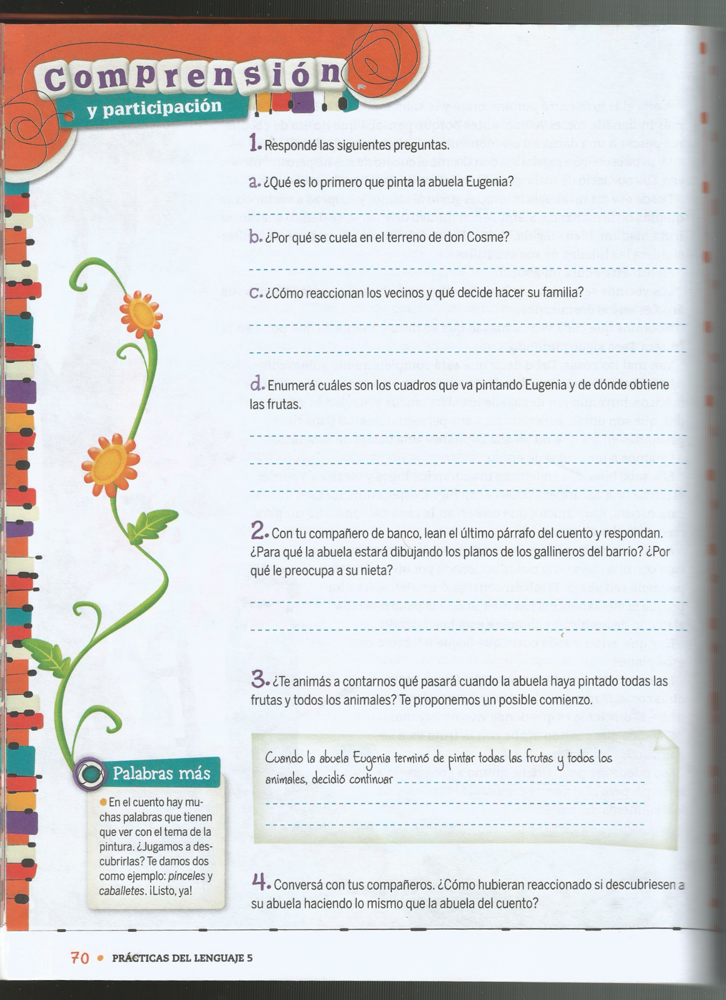 Comprensión
y participación
1. Respondé las siguientes preguntas.
a. ¿Qué es lo primero que pinta la abuela Eugenia?
b. ¿Por qué se cuela en el terreno de don Cosme?
c. ¿Cómo reaccionan los vecinos y qué decide hacer su familia?
d. Enumerá cuáles son los cuadros que va pintando Eugenia y de dónde obtiene
las frutas.
2. Con tu compañero de banco, lean el último párrafo del cuento y respondan.
¿Para qué la abuela estará dibujando los planos de los gallineros del barrio? ¿Por
qué le preocupa a su nieta?
3. ¿Te animás a contarnos qué pasará cuando la abuela haya pintado todas las
frutas y todos los animales? Te proponemos un posible comienzo.
Cuando la abuela Eugenia terminó de pintar todas las frutas y todos los
animales, decidió continuar
Palabras más
En el cuento hay mu-
chas palabras que tienen
que ver con el tema de la
pintura. ¿Jugamos a des-
cubrirlas? Te damos dos
como ejemplo: pinceles y
caballetes. ¡Listo, ya!
4. Conversá con tus compañeros. ¿Cómo hubieran reaccionado si descubriesen a
su abuela haciendo lo mismo que la abuela del cuento?
70 • PRÁCTICAS DEL LENGUAJE 5